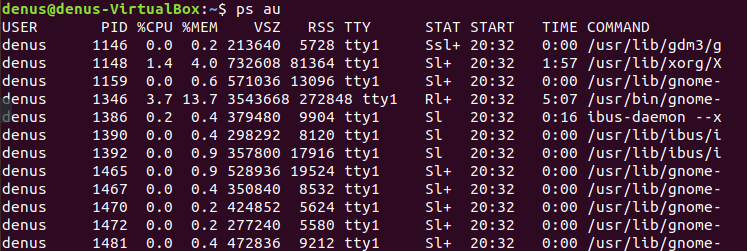 denus@denus-VirtualBox:~$ ps au
USER       PID %CPU %MEM    VSZ   RSS TTY      STAT START   TIME COMMAND
denus     1146  0.0  0.2 213640  5728 tty1     Ssl+ 20:32   0:00 /usr/lib/gdm3/g
denus     1148  1.4  4.0 732608 81364 tty1     Sl+  20:32   1:57 /usr/lib/xorg/X
denus     1159  0.0  0.6 571036 13096 tty1     Sl+  20:32   0:00 /usr/lib/gnome-
denus     1346  3.7 13.7 3543668 272848 tty1   Rl+  20:32   5:07 /usr/bin/gnome-
denus     1386  0.2  0.4 379480  9904 tty1     Sl   20:32   0:16 ibus-daemon --x
denus     1390  0.0  0.4 298292  8120 tty1     Sl   20:32   0:00 /usr/lib/ibus/i
denus     1392  0.0  0.9 357800 17916 tty1     Sl   20:32   0:00 /usr/lib/ibus/i
denus     1465  0.0  0.9 528936 19524 tty1     Sl+  20:32   0:00 /usr/lib/gnome-
denus     1467  0.0  0.4 350840  8532 tty1     Sl+  20:32   0:00 /usr/lib/gnome-
denus     1470  0.0  0.2 424852  5624 tty1     Sl+  20:32   0:00 /usr/lib/gnome-
denus     1472  0.0  0.2 277240  5580 tty1     Sl+  20:32   0:00 /usr/lib/gnome-
denus     1481  0.0  0.4 472836  9212 tty1     Sl+  20:32   0:00 /usr/lib/gnome-